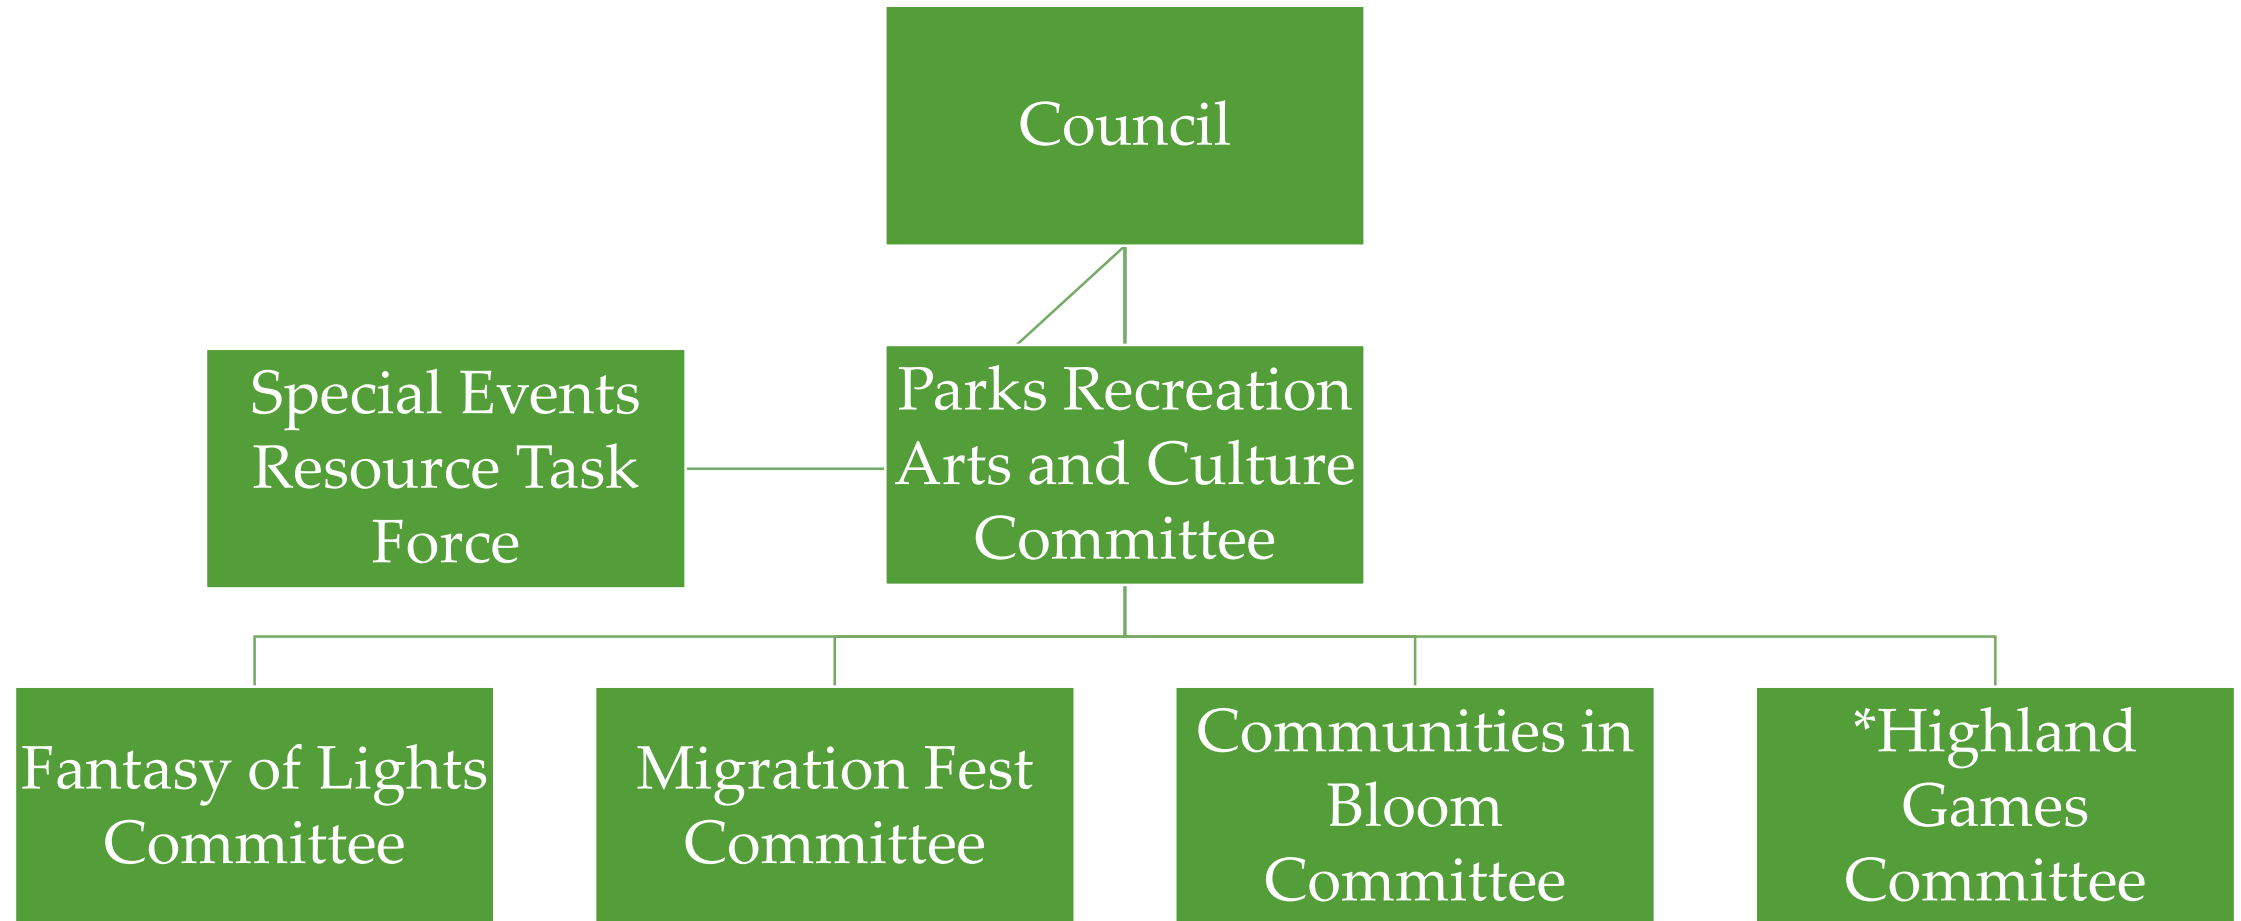 Council
Special Events
Resource Task
Force
Parks Recreation
Arts and Culture
Committee
Fantasy of Lights
Committee
Migration Fest
Committee
Communities in
Bloom
Committee
*Highland
Games
Committee